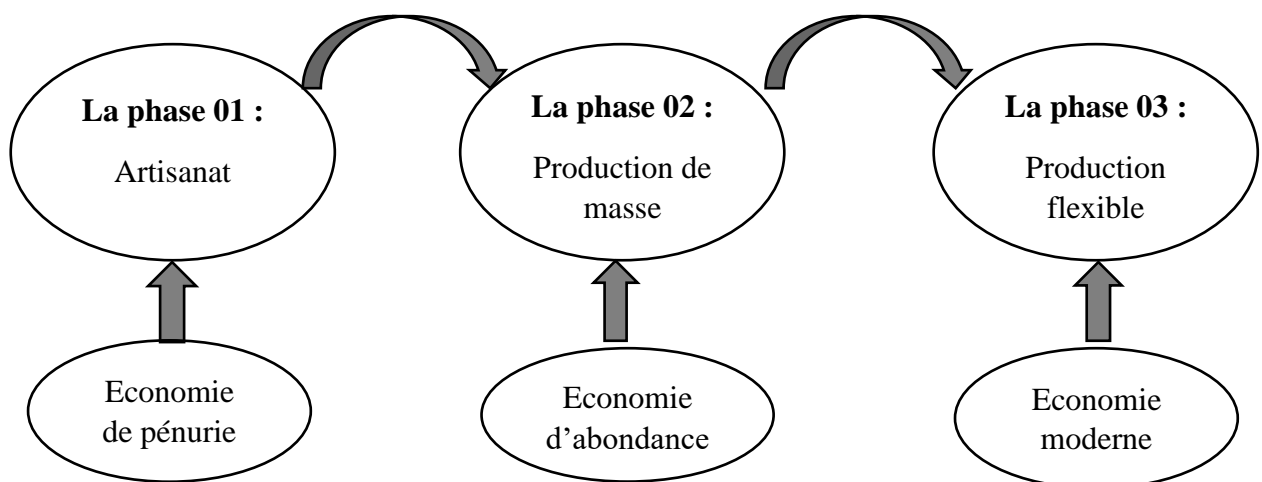 La phase 01 :
Artisanat
La phase 02 :
Production de
masse
La phase 03 :
Production
flexible
Economie
de pénurie
Economie
d’abondance
Economie
moderne